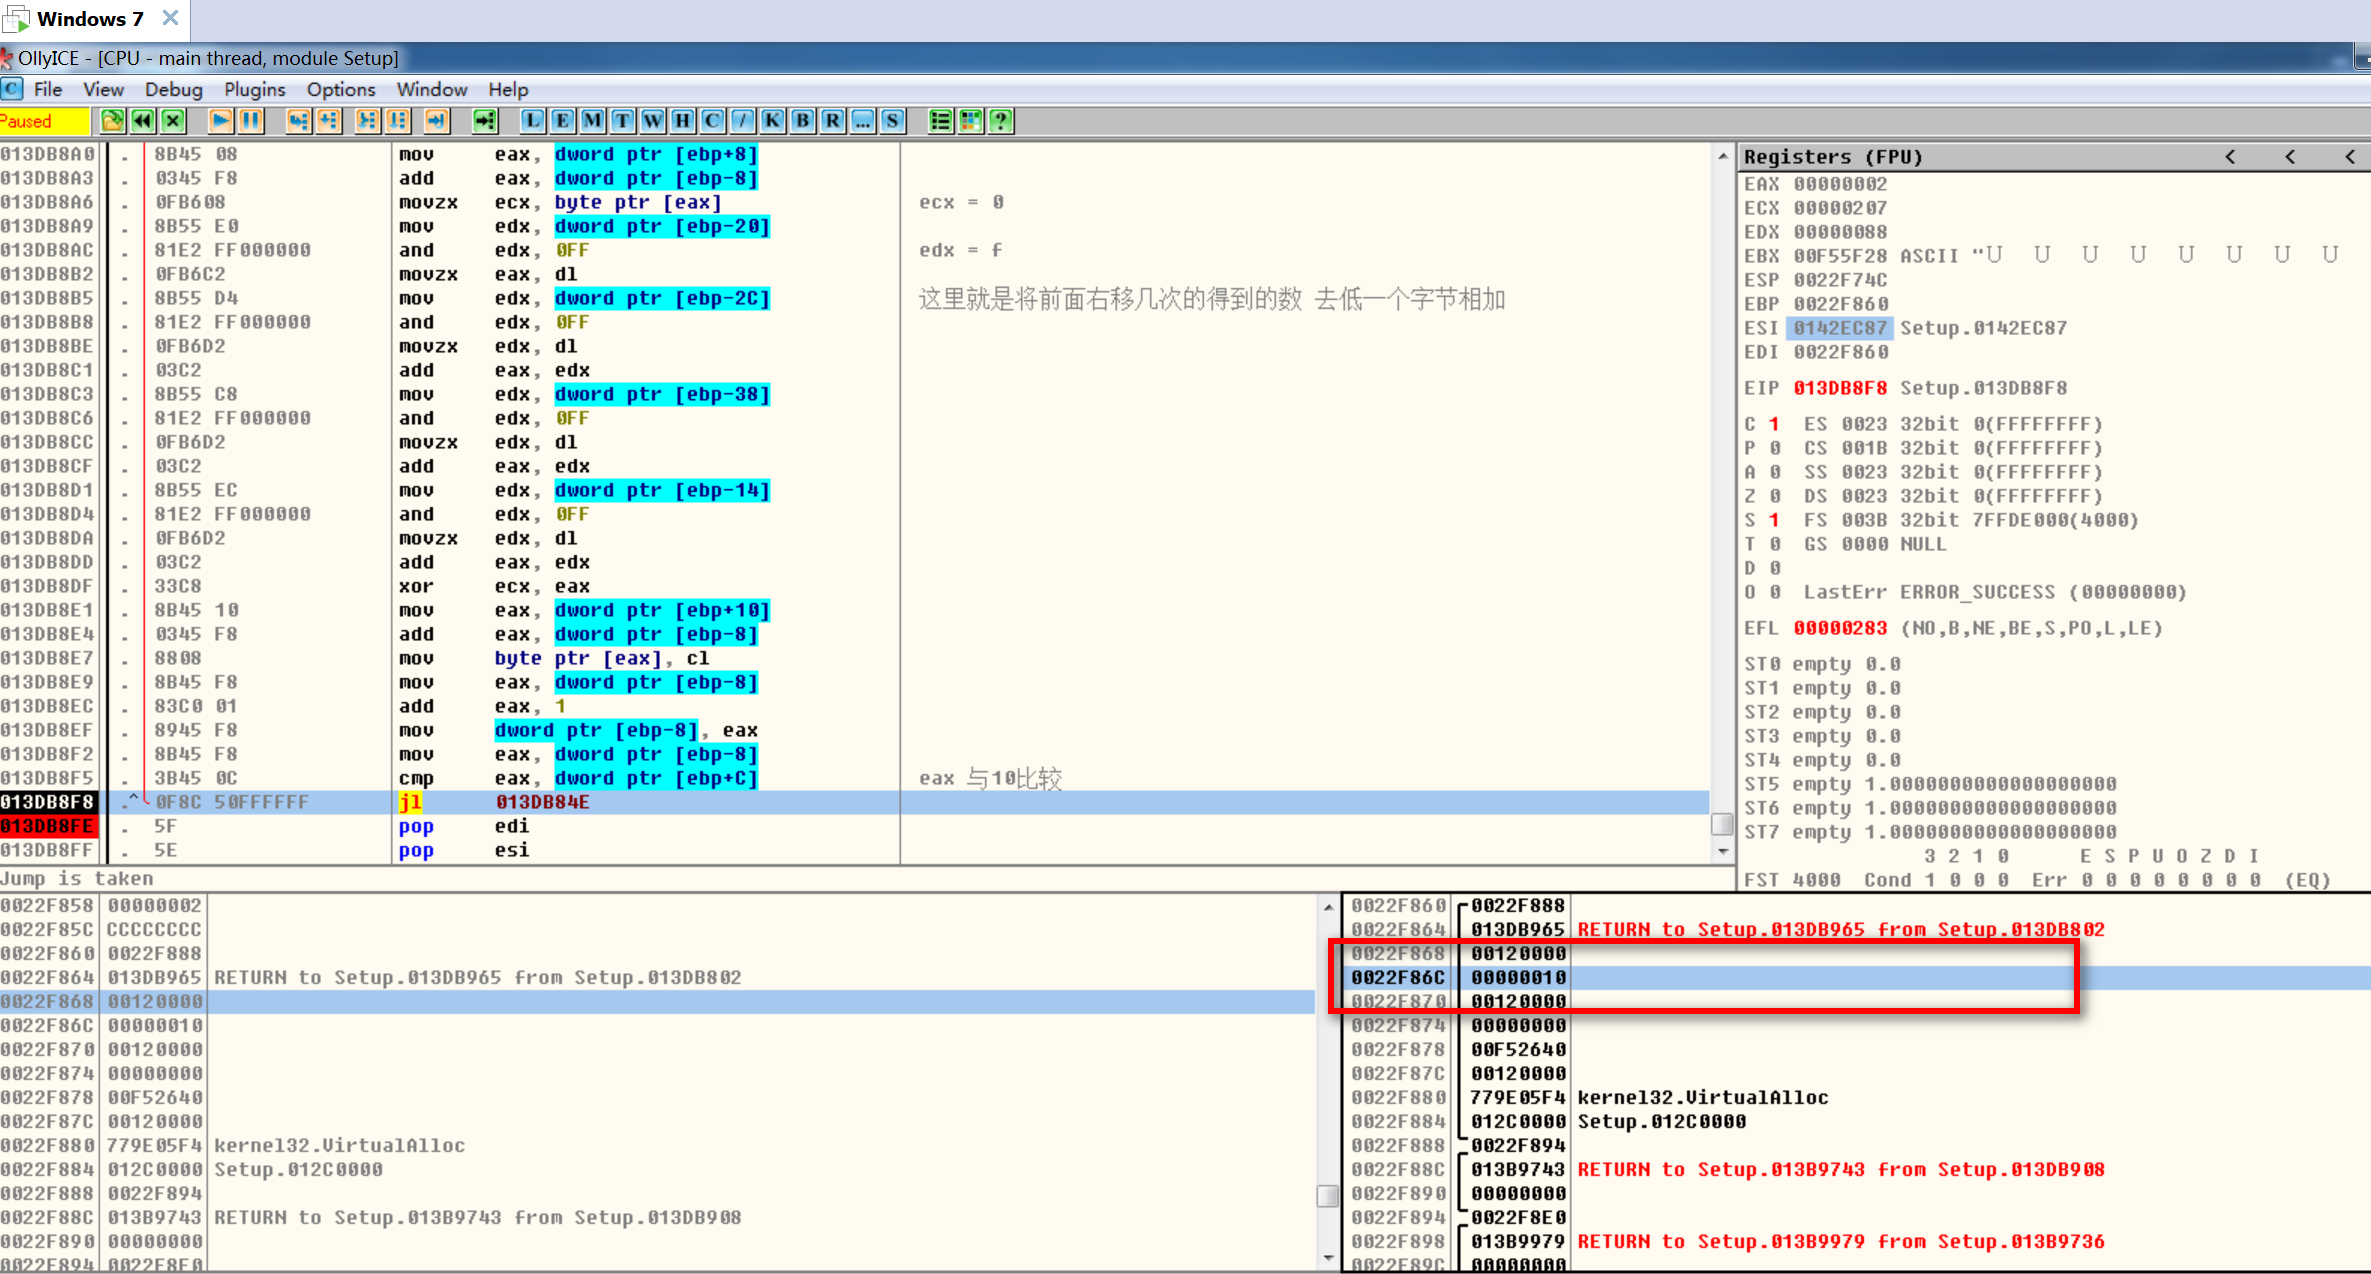 Windows 7
OllyICE - [CPU - main thread, module Setup]
C File View Debug Plugins Options Window Help
Paused L E M T W H C / K B R ... S ?
013DB8A0 . 8B45 08 mov eax, dword ptr [ebp+8]
013DB8A3 . 0345 F8 add eax, dword ptr [ebp-8]
013DB8A6 . 0FB608 movzx ecx, byte ptr [eax] ecx = 0
013DB8A9 . 8B55 E0 mov edx, dword ptr [ebp-20]
013DB8AC . 81E2 FF000000 and edx, 0FF edx = f
013DB8B2 . 0FB6C2 movzx eax, dl
013DB8B5 . 8B55 D4 mov edx, dword ptr [ebp-2C] 这里就是将前面右移几次的得到的数 去低一个字节相加
013DB8B8 . 81E2 FF000000 and edx, 0FF
013DB8BE . 0FB6D2 movzx edx, dl
013DB8C1 . 03C2 add eax, edx
013DB8C3 . 8B55 C8 mov edx, dword ptr [ebp-38]
013DB8C6 . 81E2 FF000000 and edx, 0FF
013DB8CC . 0FB6D2 movzx edx, dl
013DB8CF . 03C2 add eax, edx
013DB8D1 . 8B55 EC mov edx, dword ptr [ebp-14]
013DB8D4 . 81E2 FF000000 and edx, 0FF
013DB8DA . 0FB6D2 movzx edx, dl
013DB8DD . 03C2 add eax, edx
013DB8DF . 33C8 xor ecx, eax
013DB8E1 . 8B45 10 mov eax, dword ptr [ebp+10]
013DB8E4 . 0345 F8 add eax, dword ptr [ebp-8]
013DB8E7 . 8808 mov byte ptr [eax], cl
013DB8E9 . 8B45 F8 mov eax, dword ptr [ebp-8]
013DB8EC . 83C0 01 add eax, 1
013DB8EF . 8945 F8 mov dword ptr [ebp-8], eax
013DB8F2 . 8B45 F8 mov eax, dword ptr [ebp-8]
013DB8F5 . 3B45 0C cmp eax, dword ptr [ebp+C] eax 与10比较
013DB8F8 .^ 0F8C 50FFFFFF jl 013DB84E
013DB8FE . 5F pop edi
013DB8FF . 5E pop esi
Jump is taken
Registers (FPU) < < <
EAX 00000002
ECX 00000207
EDX 00000088
EBX 00F55F28 ASCII "U U U U U U U U
ESP 0022F74C
EBP 0022F860
ESI 0142EC87 Setup.0142EC87
EDI 0022F860
EIP 013DB8F8 Setup.013DB8F8
C 1 ES 0023 32bit 0(FFFFFFFF)
P 0 CS 001B 32bit 0(FFFFFFFF)
A 0 SS 0023 32bit 0(FFFFFFFF)
Z 0 DS 0023 32bit 0(FFFFFFFF)
S 1 FS 003B 32bit 7FFDE000(4000)
T 0 GS 0000 NULL
D 0
O 0 LastErr ERROR_SUCCESS (00000000)
EFL 00000283 (NO,B,NE,BE,S,PO,L,LE)
ST0 empty 0.0
ST1 empty 0.0
ST2 empty 0.0
ST3 empty 0.0
ST4 empty 0.0
ST5 empty 1.0000000000000000000
ST6 empty 1.0000000000000000000
ST7 empty 1.0000000000000000000
3 2 1 0 E S P U O Z D I
FST 4000 Cond 1 0 0 0 Err 0 0 0 0 0 0 0 0 (EQ)
0022F858 00000002
0022F85C CCCCCCCC
0022F860 0022F888
0022F864 013DB965 RETURN to Setup.013DB965 from Setup.013DB802
0022F868 00120000
0022F86C 00000010
0022F870 00120000
0022F874 00000000
0022F878 00F52640
0022F87C 00120000
0022F880 779E05F4 kernel32.VirtualAlloc
0022F884 012C0000 Setup.012C0000
0022F888 0022F894
0022F88C 013B9743 RETURN to Setup.013B9743 from Setup.013DB908
0022F890 00000000
0022F894 0022F8E0
0022F860 0022F888
0022F864 013DB965 RETURN to Setup.013DB965 from Setup.013DB802
0022F868 00120000
0022F86C 00000010
0022F870 00120000
0022F874 00000000
0022F878 00F52640
0022F87C 00120000
0022F880 779E05F4 kernel32.VirtualAlloc
0022F884 012C0000 Setup.012C0000
0022F888 0022F894
0022F88C 013B9743 RETURN to Setup.013B9743 from Setup.013DB908
0022F890 00000000
0022F894 0022F8E0
0022F898 013B9979 RETURN to Setup.013B9979 from Setup.013B9736
0022F89C 00000000